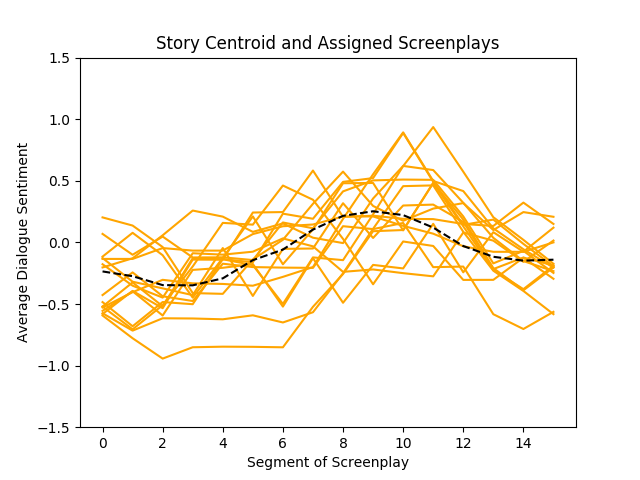 Story Centroid and Assigned Screenplays
1.5
1.0
0.5
0.0
−0.5
−1.0
−1.5
Average Dialogue Sentiment
0 2 4 6 8 10 12 14
Segment of Screenplay